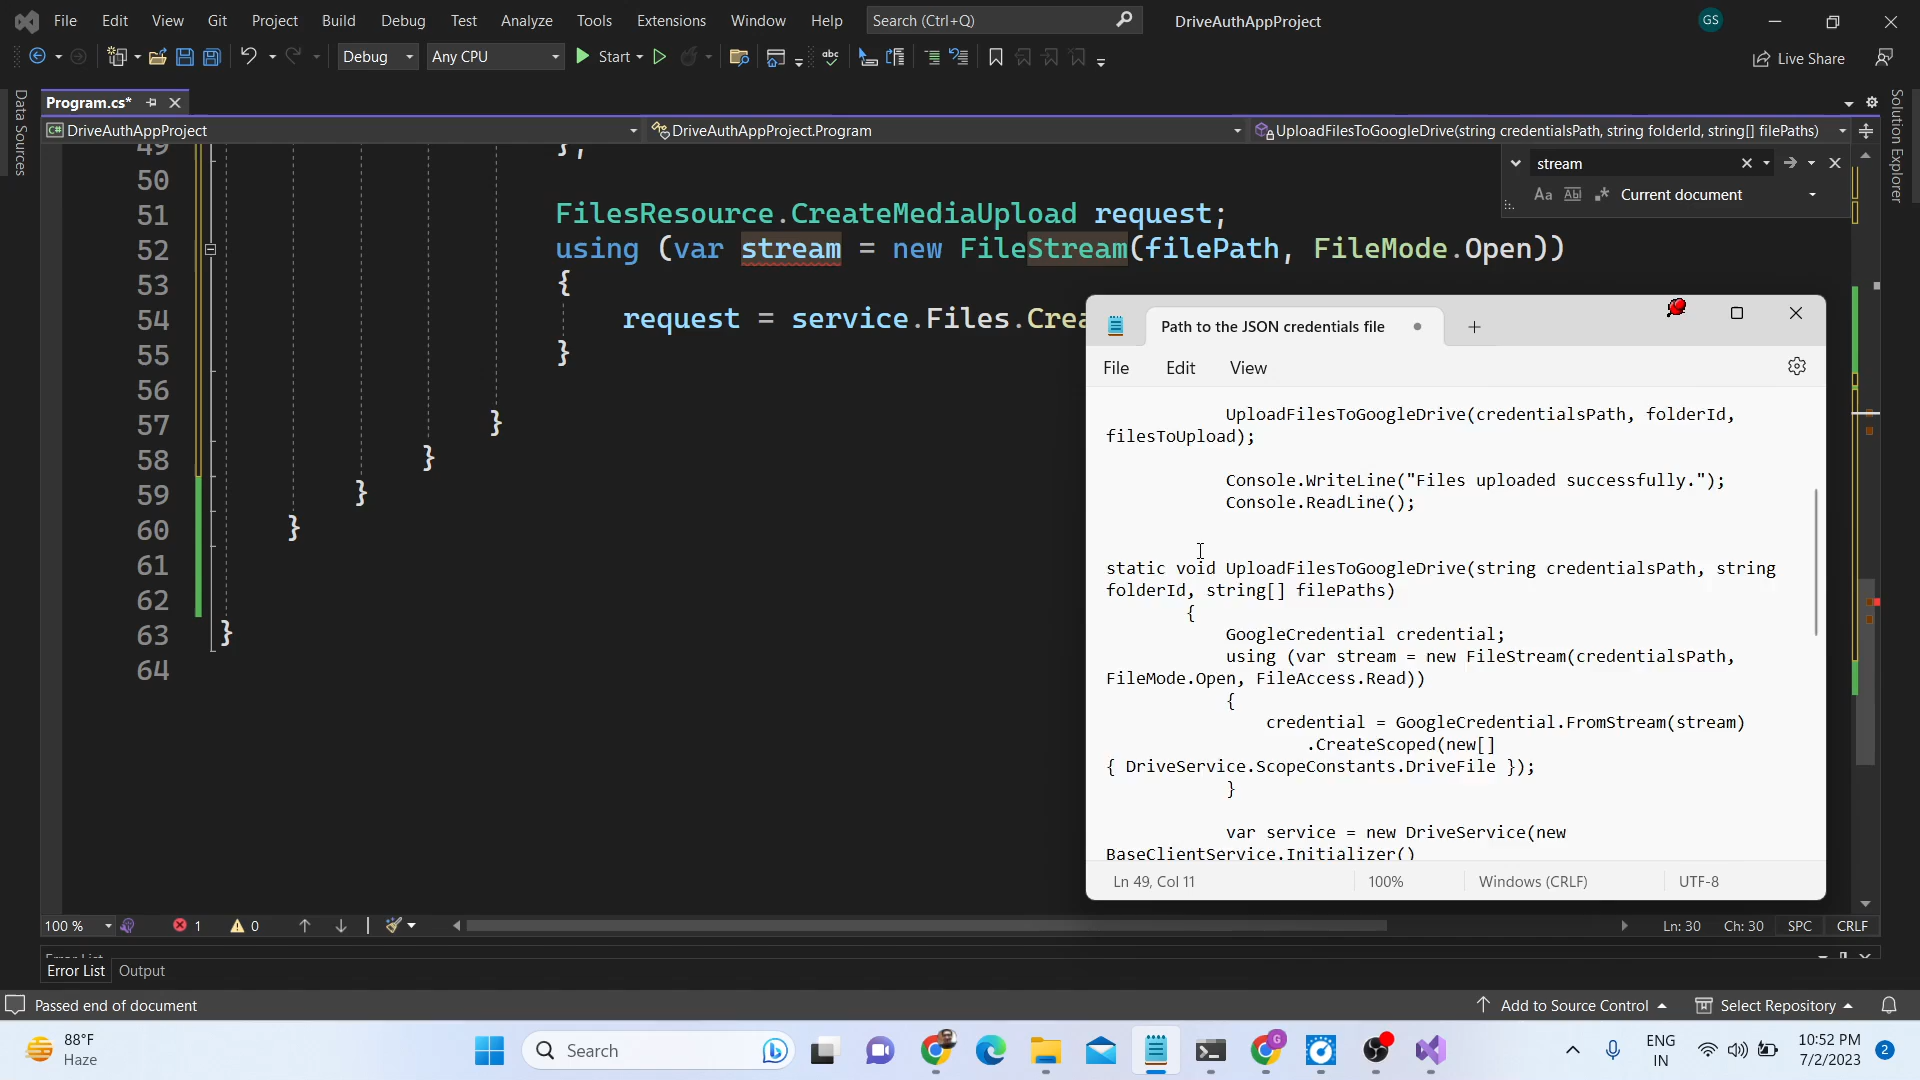 File Edit View Git Project Build Debug Test Analyze Tools Extensions Window Help Search (Ctrl+Q) DriveAuthAppProject GS
Debug Any CPU Start Live Share
Program.cs*
DriveAuthAppProject DriveAuthAppProject.Program UploadFilesToGoogleDrive(string credentialsPath, string folderId, string[] filePaths)
Data Sources
Solution Explorer
stream
Current document
49 };
50
51 FilesResource.CreateMediaUpload request;
52 using (var stream = new FileStream(filePath, FileMode.Open))
53 {
54 request = service.Files.Crea
55 }
56
57 }
58 }
59 }
60 }
61
62
63 }
64
Path to the JSON credentials file
File Edit View
UploadFilesToGoogleDrive(credentialsPath, folderId,
filesToUpload);
Console.WriteLine("Files uploaded successfully.");
Console.ReadLine();
static void UploadFilesToGoogleDrive(string credentialsPath, string
folderId, string[] filePaths)
{
GoogleCredential credential;
using (var stream = new FileStream(credentialsPath,
FileMode.Open, FileAccess.Read))
{
credential = GoogleCredential.FromStream(stream)
.CreateScoped(new[]
{ DriveService.ScopeConstants.DriveFile });
}
var service = new DriveService(new
BaseClientService.Initializer()
Ln 49, Col 11 100% Windows (CRLF) UTF-8
100 % 1 0 Ln: 30 Ch: 30 SPC CRLF
Error List
Error List Output
Passed end of document Add to Source Control Select Repository
88°F
Haze
Search
ENG
IN
10:52 PM
7/2/2023
2